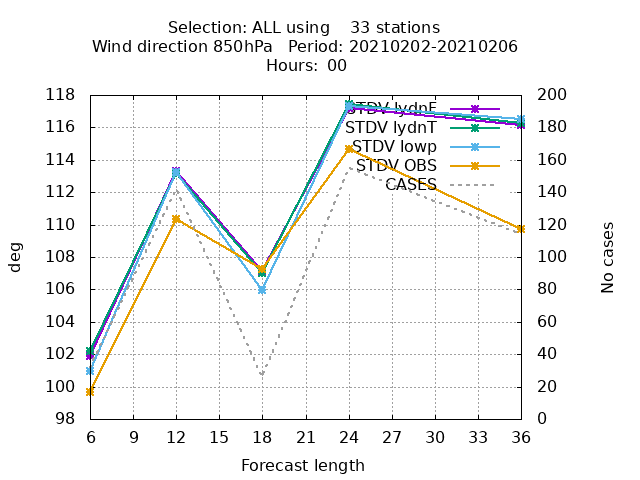 Selection: ALL using    33 stations
Wind direction 850hPa   Period: 20210202-20210206
Hours: 00
118
116
114
112
110
108
106
104
102
100
98
deg
200
180
160
140
120
100
80
60
40
20
0
No cases
STDV lydnF
STDV lydnT
STDV lowp
STDV OBS
CASES
6 9 12 15 18 21 24 27 30 33 36
Forecast length